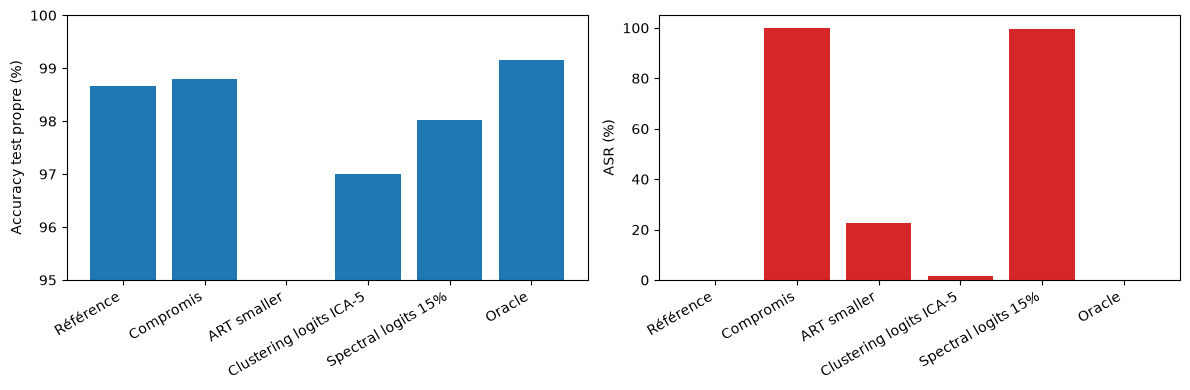 Accuracy test propre (%)
100
99
98
97
96
95
Référence
Compromis
ART smaller
Clustering logits ICA-5
Spectral logits 15%
Oracle
ASR (%)
100
80
60
40
20
0
Référence
Compromis
ART smaller
Clustering logits ICA-5
Spectral logits 15%
Oracle